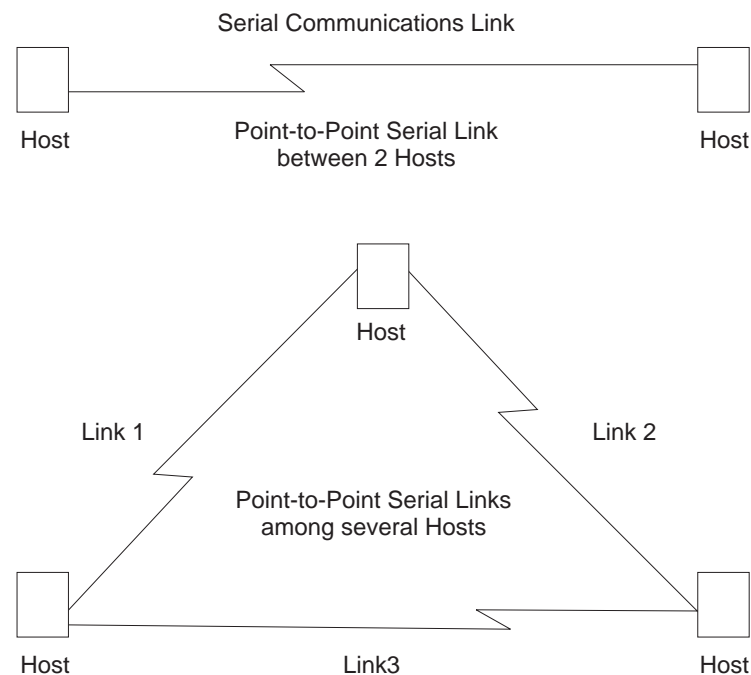 Serial Communications Link
Host
Point-to-Point Serial Link
between 2 Hosts
Host
Host
Link 1
Link 2
Point-to-Point Serial Links
among several Hosts
Host
Link3
Host